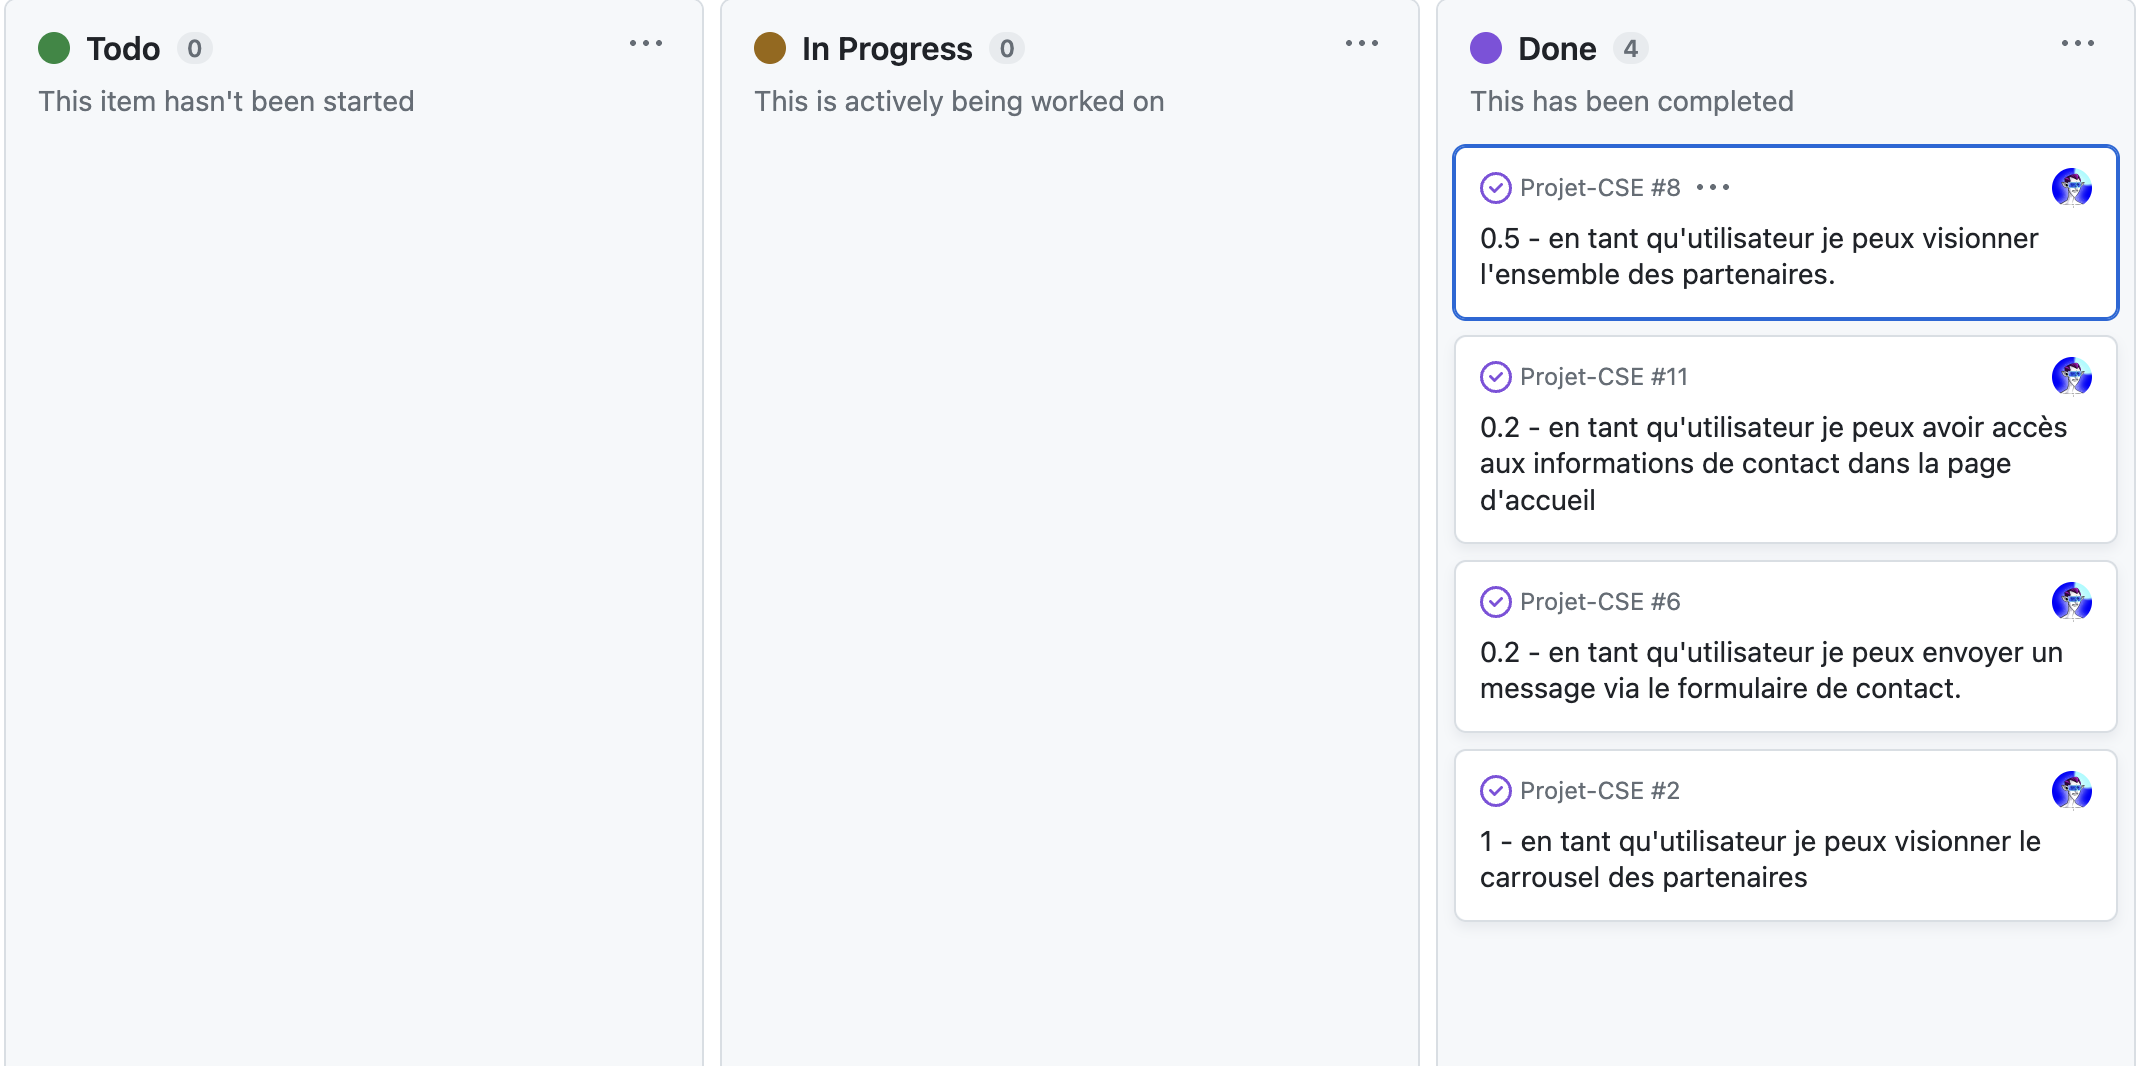 Todo 0
This item hasn't been started
In Progress 0
This is actively being worked on
Done 4
This has been completed
Projet-CSE #8
0.5 - en tant qu'utilisateur je peux visionner
l'ensemble des partenaires.
Projet-CSE #11
0.2 - en tant qu'utilisateur je peux avoir accès
aux informations de contact dans la page
d'accueil
Projet-CSE #6
0.2 - en tant qu'utilisateur je peux envoyer un
message via le formulaire de contact.
Projet-CSE #2
1 - en tant qu'utilisateur je peux visionner le
carrousel des partenaires